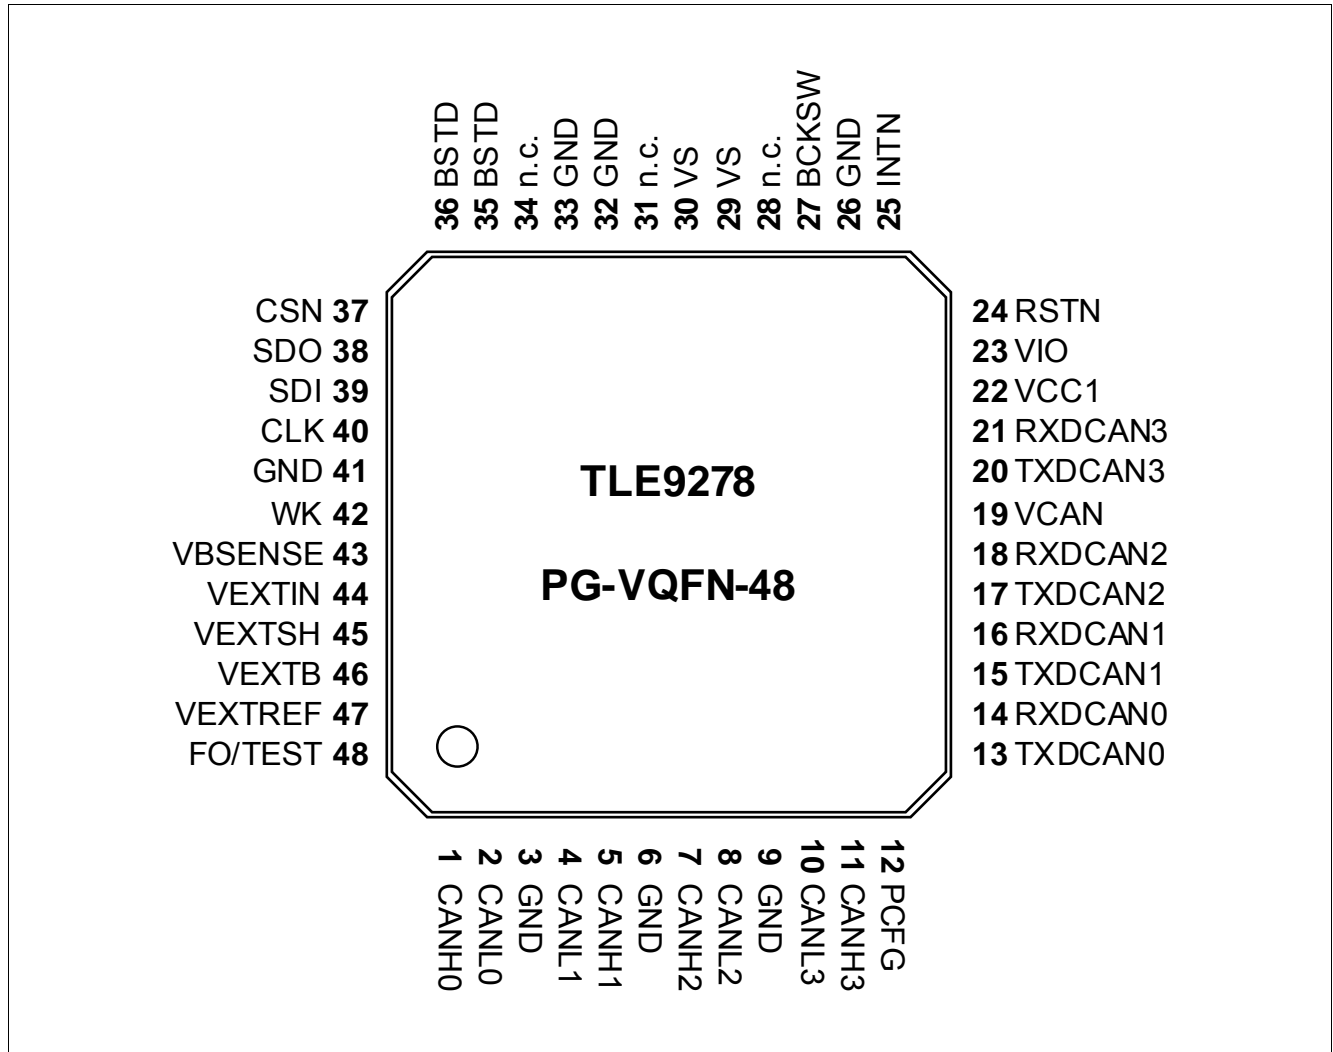 36 BSTD
35 BSTD
34 n.c.
33 GND
32 GND
31 n.c.
30 VS
29 VS
28 n.c.
27 BCKSW
26 GND
25 INTN
CSN 37
SDO 38
SDI 39
CLK 40
GND 41
WK 42
VBSENSE 43
VEXTIN 44
VEXTSH 45
VEXTB 46
VEXTREF 47
FO/TEST 48
TLE9278
PG-VQFN-48
24 RSTN
23 VIO
22 VCC1
21 RXDCAN3
20 TXDCAN3
19 VCAN
18 RXDCAN2
17 TXDCAN2
16 RXDCAN1
15 TXDCAN1
14 RXDCAN0
13 TXDCAN0
1 CANH0
2 CANL0
3 GND
4 CANL1
5 CANH1
6 GND
7 CANH2
8 CANL2
9 GND
10 CANL3
11 CANH3
12 PCFG